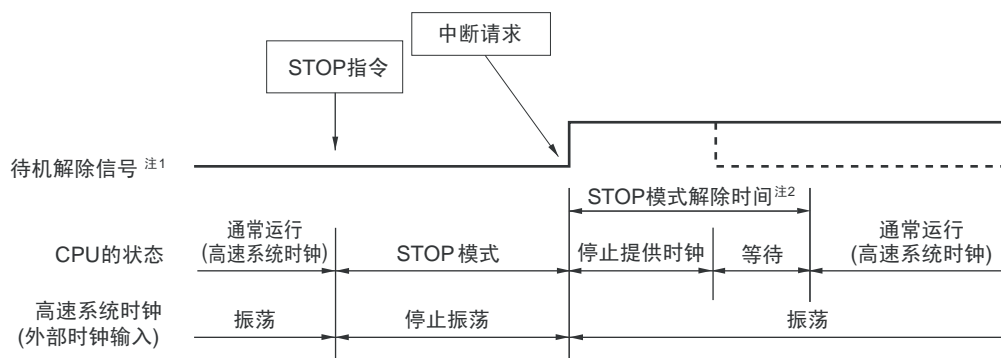 中断请求
STOP指令
待机解除信号 注1
STOP模式解除时间注2
CPU的状态
通常运行
(高速系统时钟)
STOP 模式
停止提供时钟
等待
通常运行
(高速系统时钟)
高速系统时钟
(外部时钟输入)
振荡
停止振荡
振荡